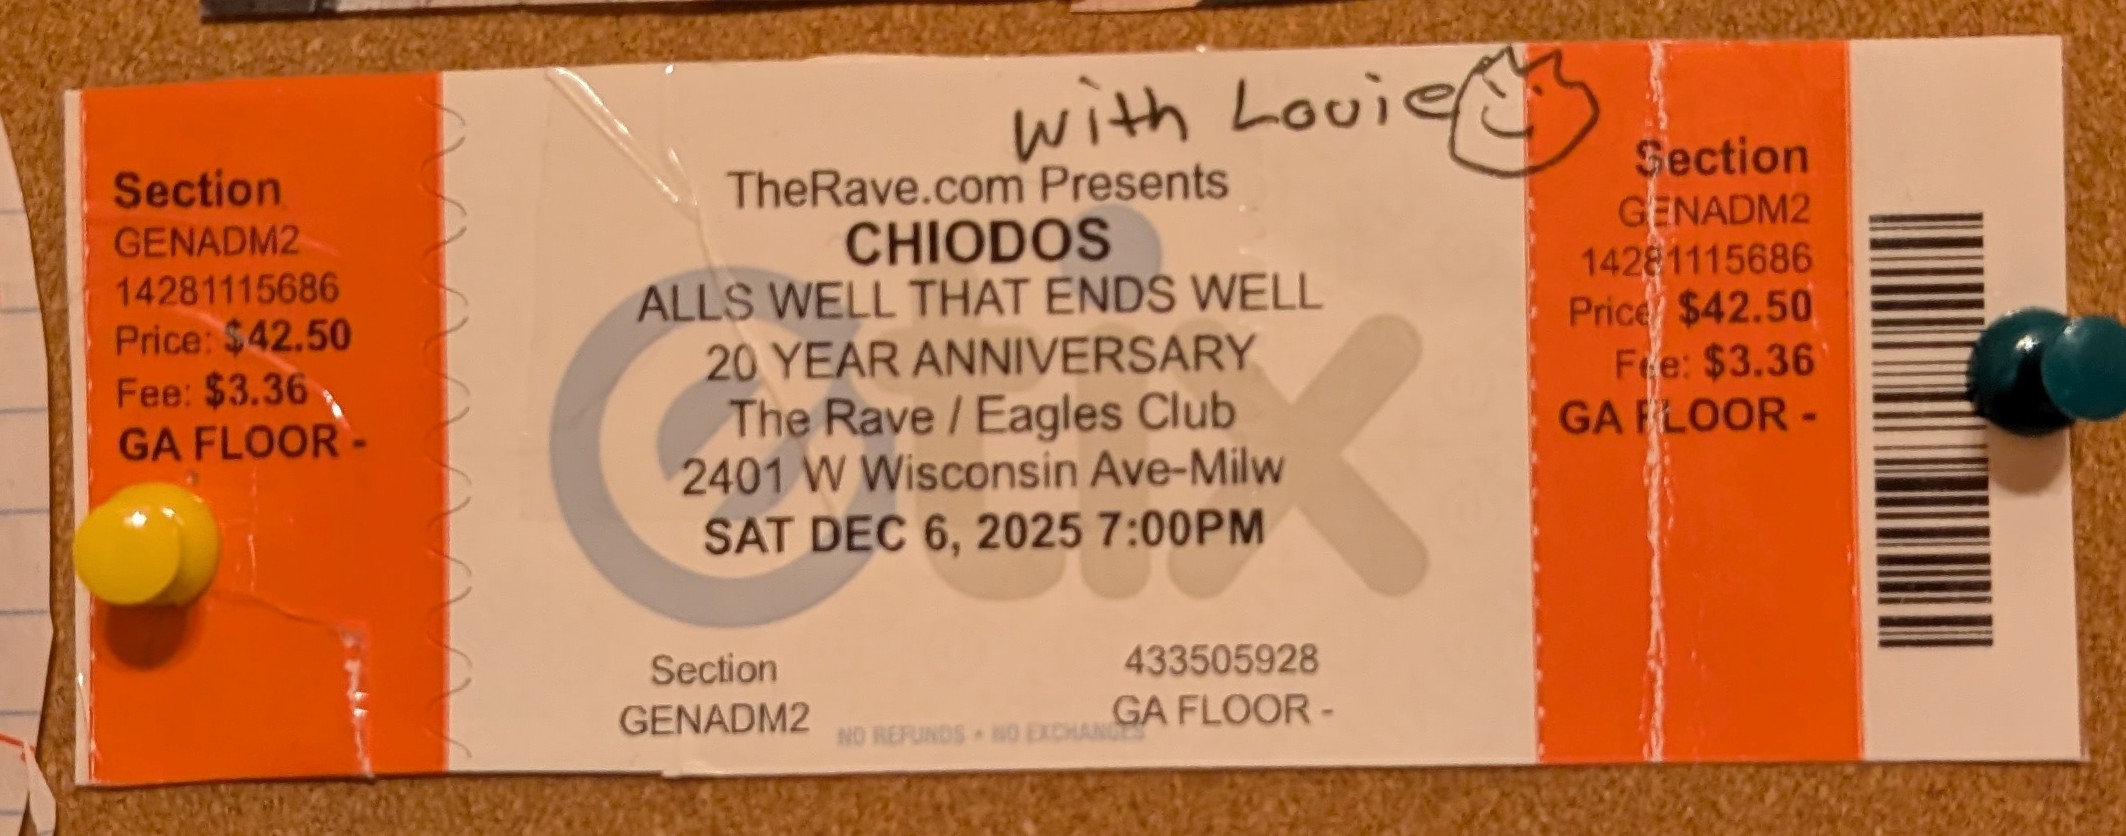 with Louie
Section
GENADM2
14281115686
Price: $42.50
Fee: $3.36
GA FLOOR -
TheRave.com Presents
CHIODOS
ALLS WELL THAT ENDS WELL
20 YEAR ANNIVERSARY
The Rave / Eagles Club
2401 W Wisconsin Ave-Milw
SAT DEC 6, 2025 7:00PM
etix
Section
GENADM2
433505928
GA FLOOR -
NO REFUNDS • NO EXCHANGES
Section
GENADM2
14281115686
Price: $42.50
Fee: $3.36
GA FLOOR -